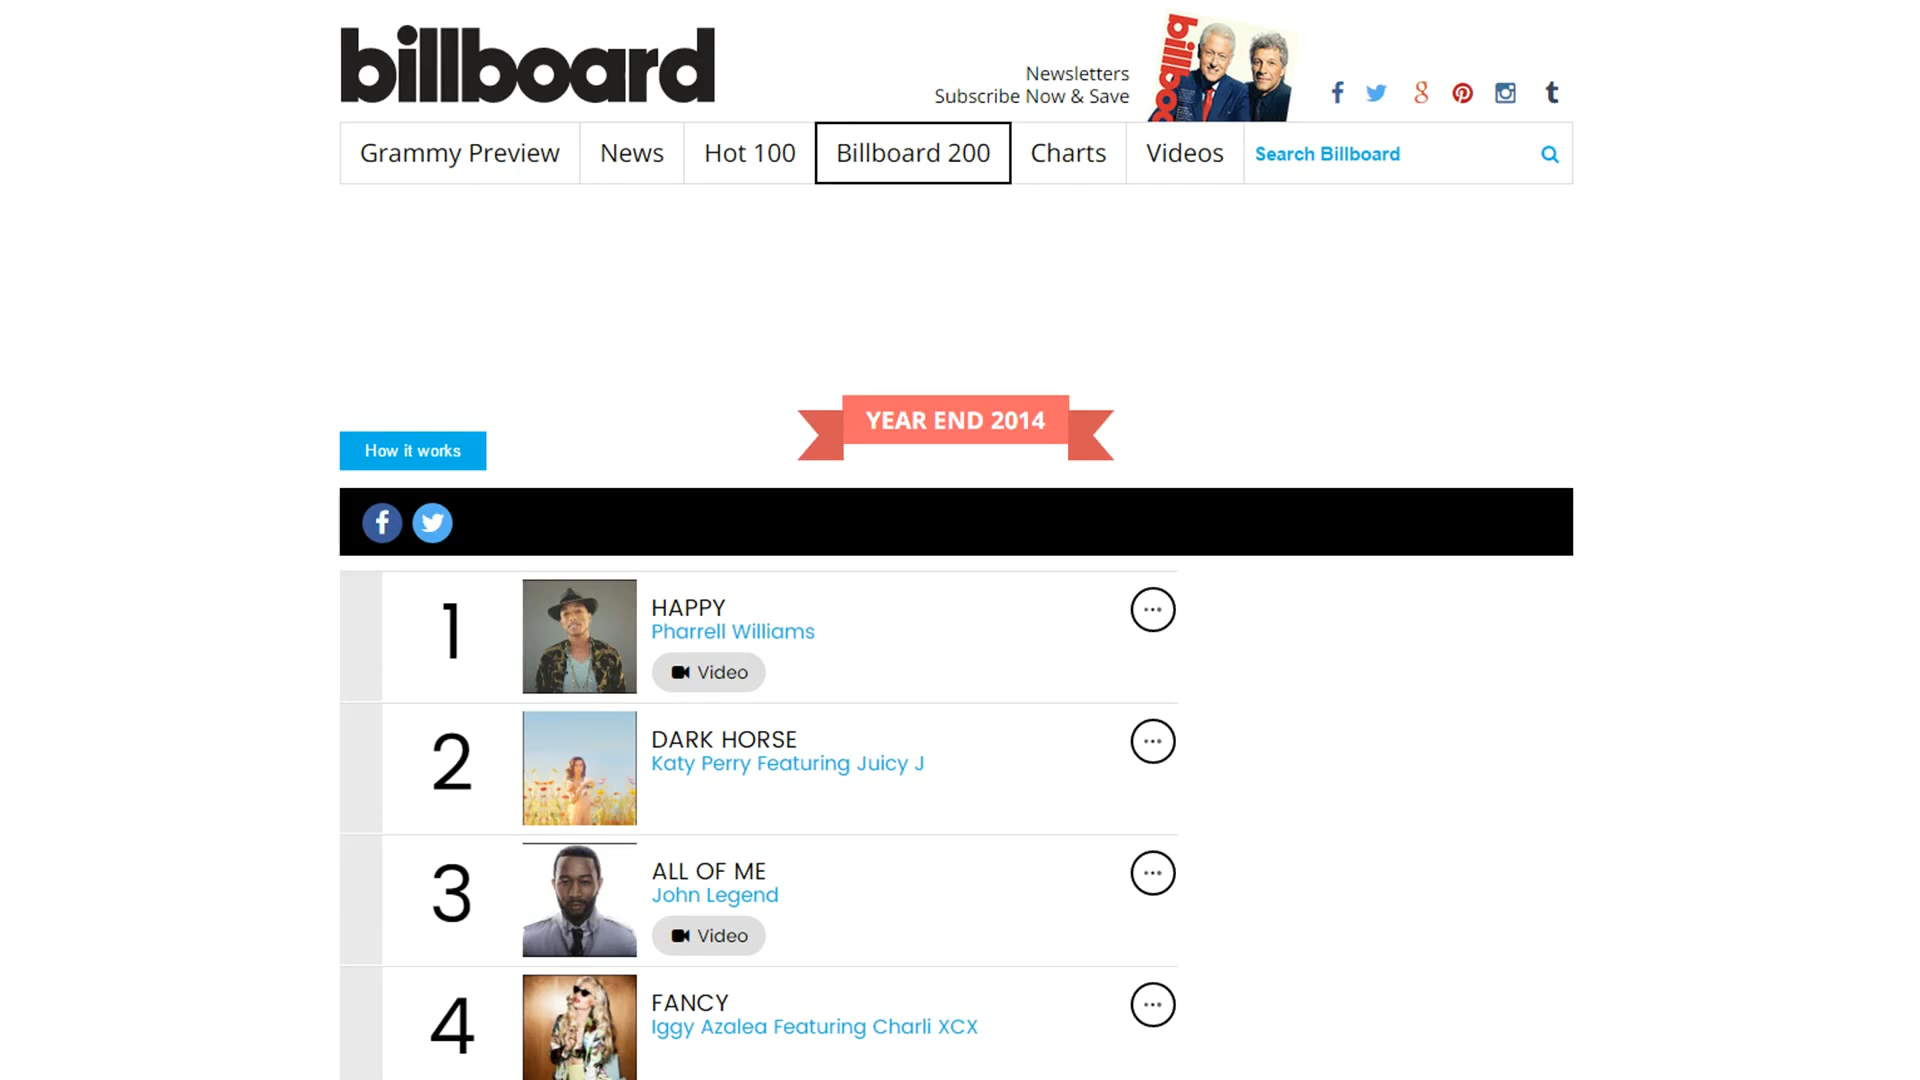 billboard
Newsletters
Subscribe Now & Save
Grammy Preview
News
Hot 100
Billboard 200
Charts
Videos
Search Billboard
YEAR END 2014
How it works
1
HAPPY
Pharrell Williams
Video
2
DARK HORSE
Katy Perry Featuring Juicy J
3
ALL OF ME
John Legend
Video
4
FANCY
Iggy Azalea Featuring Charli XCX